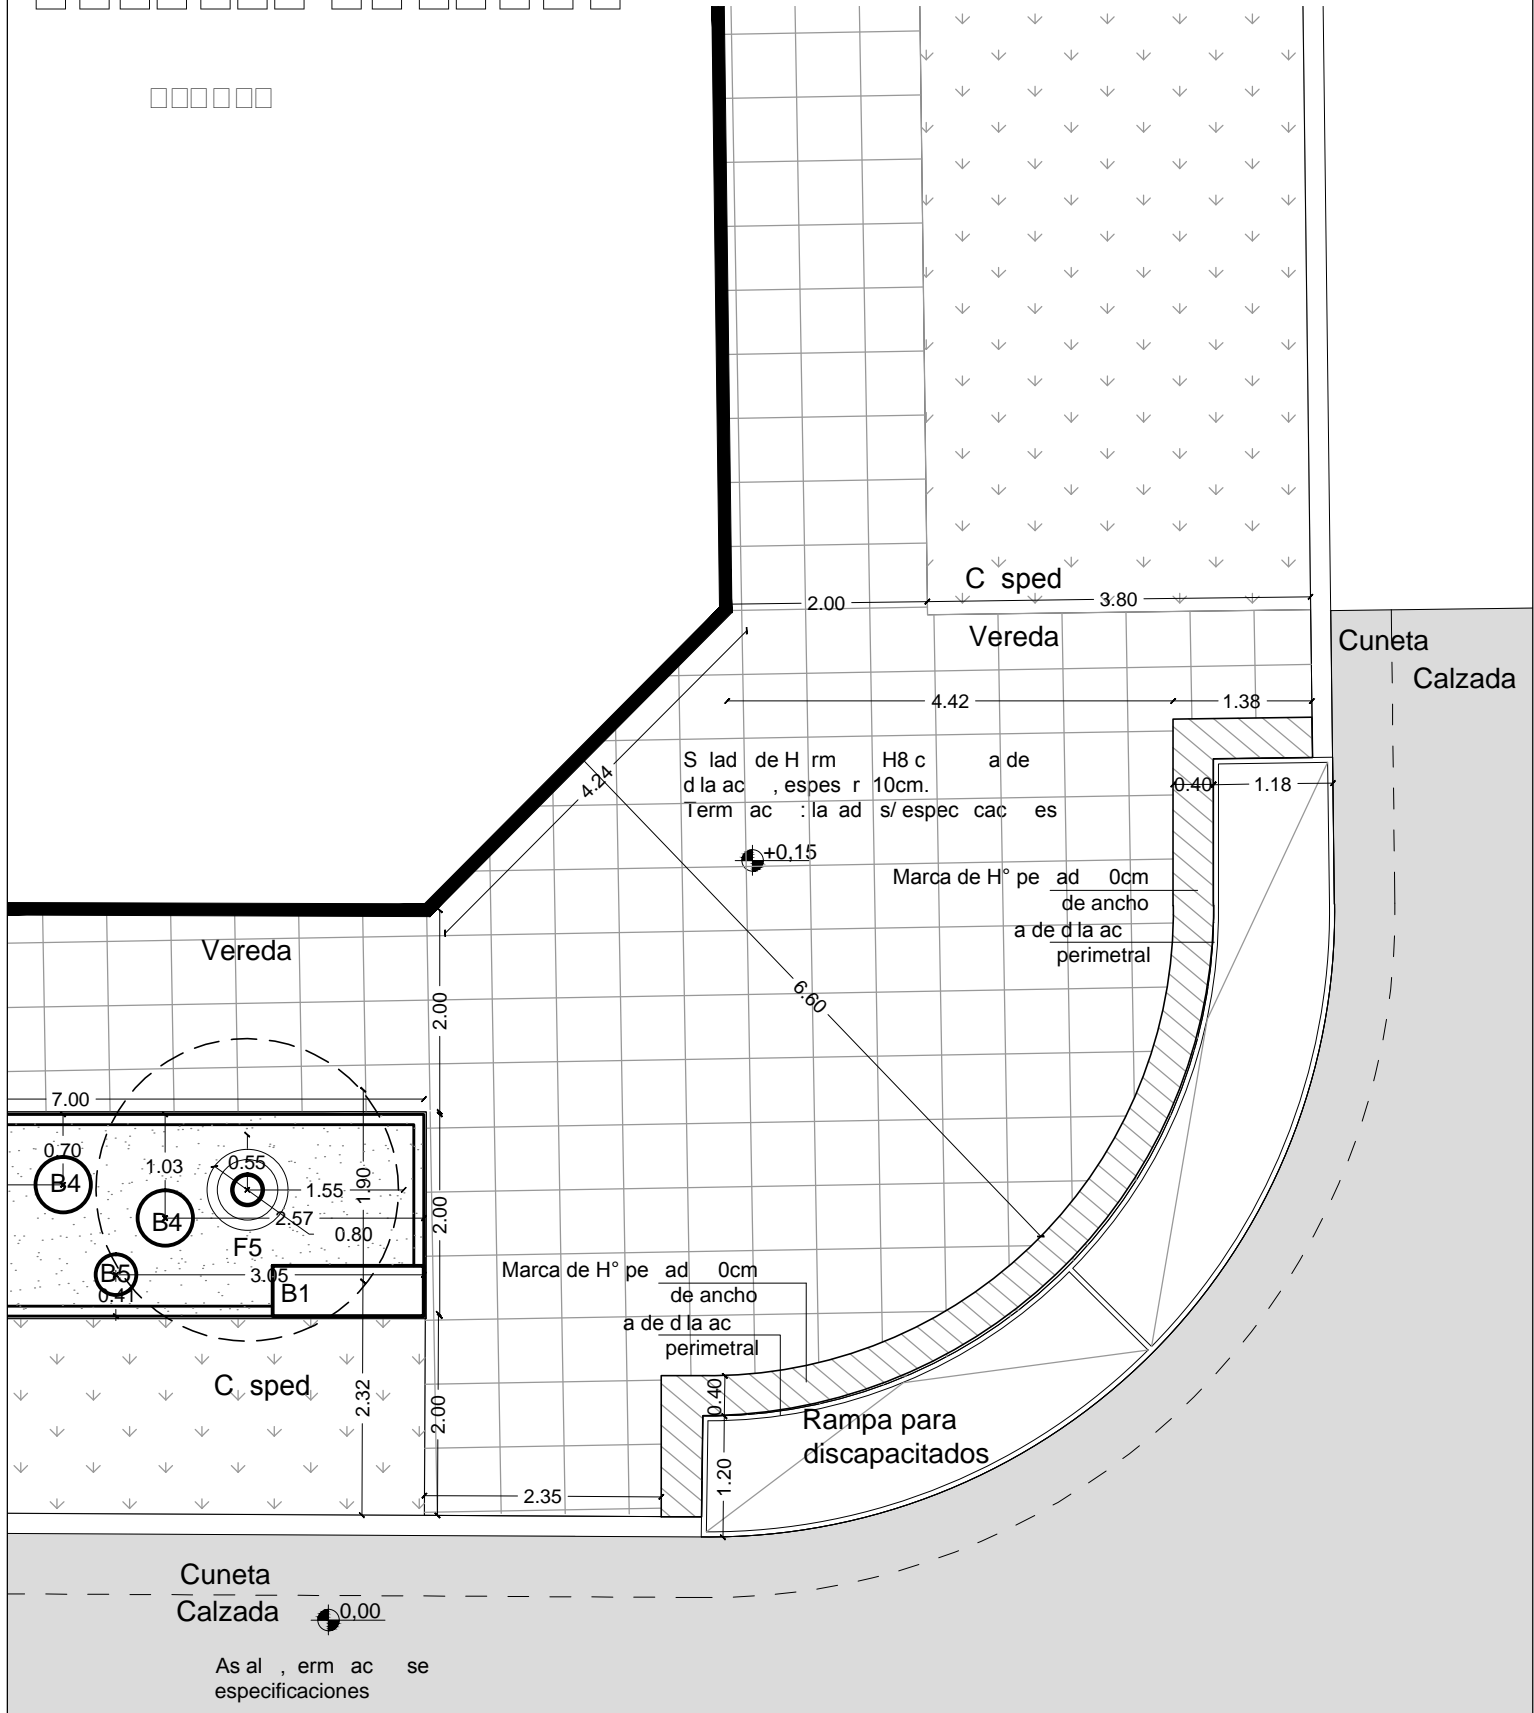 C sped
2.00
3.80
Vereda
Cuneta
Calzada
4.42
1.38
S lad de H rm H8 c a de
d la ac , espes r 10cm.
Term ac : la ad s/ espec cac es
4.24
0.40
1.18
+0,15
Marca de H° pe ad 0cm
de ancho
a de d la ac
perimetral
Vereda
6.60
2.00
7.00
0.70
B4
1.03
B4
0.55
1.55
1.90
2.57
0.80
F5
2.00
B5
0.41
3.05
B1
Marca de H° pe ad 0cm
de ancho
a de d la ac
perimetral
C sped
2.32
2.00
0.40
Rampa para
discapacitados
1.20
2.35
Cuneta
Calzada
0,00
As al , erm ac se
especificaciones